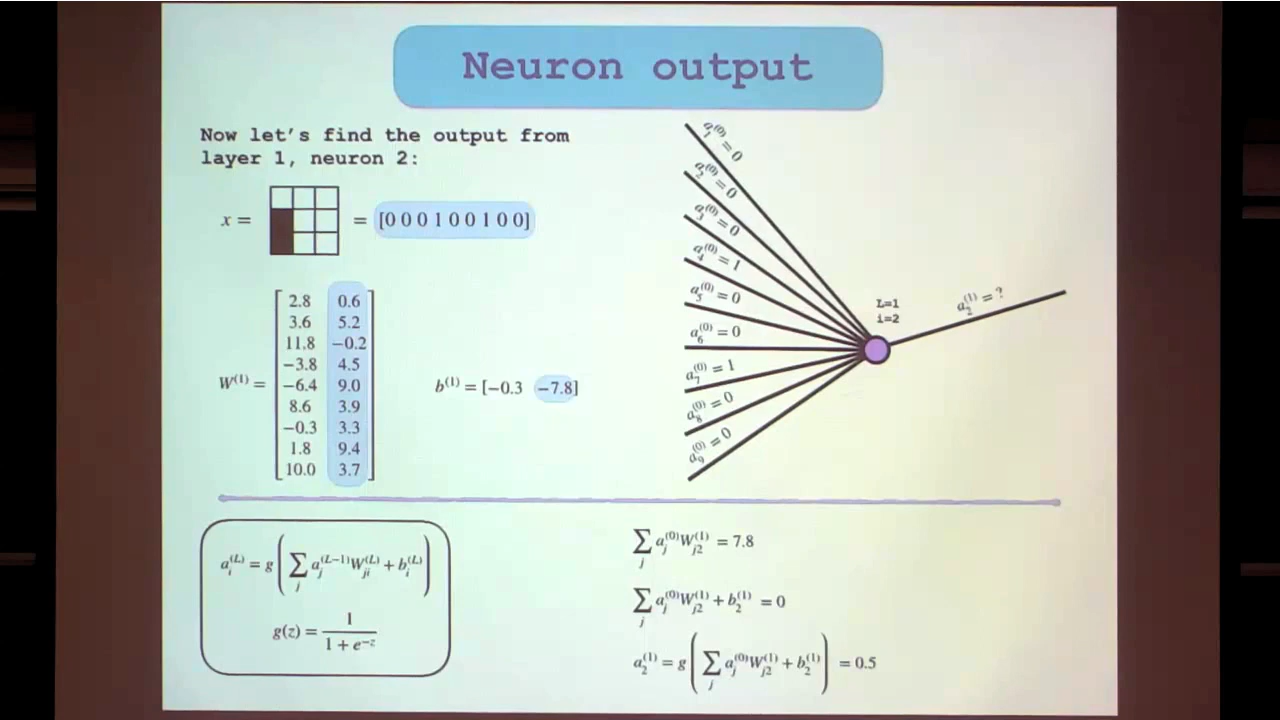 Neuron output
Now let's find the output from
layer 1, neuron 2:
x = = [0 0 0 1 0 0 1 0 0]
W(1) =
2.8 0.6
3.6 5.2
11.8 −0.2
−3.8 4.5
−6.4 9.0
8.6 3.9
−0.3 3.3
1.8 9.4
10.0 3.7
b(1) = [−0.3 −7.8]
a1(0) = 0
a2(0) = 0
a3(0) = 0
a4(0) = 1
a5(0) = 0
a6(0) = 0
a7(0) = 1
a8(0) = 0
a9(0) = 0
L=1
i=2
a2(1) = ?
ai(L) = g(∑j aj(L−1)Wji(L) + bi(L))
g(z) = 1 / (1 + e−z)
∑j aj(0)Wj2(1) = 7.8
∑j aj(0)Wj2(1) + b2(1) = 0
a2(1) = g(∑j aj(0)Wj2(1) + b2(1)) = 0.5